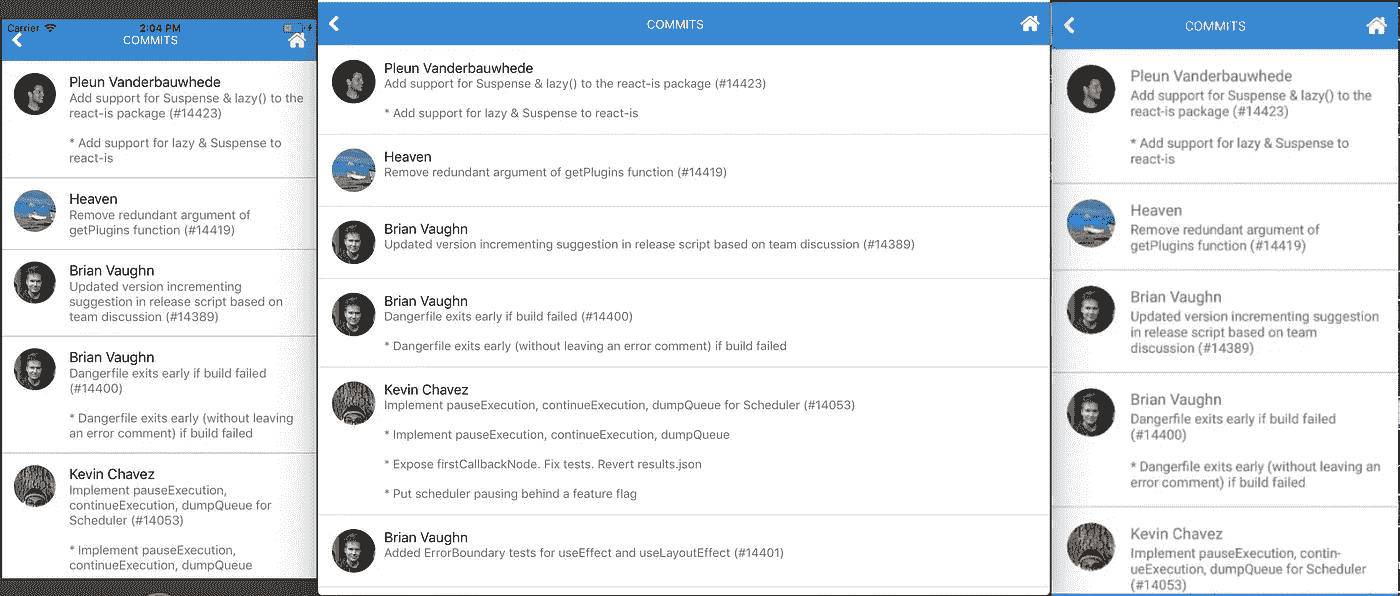 Carrier 2:04 PM
COMMITS
Pleun Vanderbauwhede
Add support for Suspense & lazy() to the
react-is package (#14423)
* Add support for lazy & Suspense to
react-is
Heaven
Remove redundant argument of
getPlugins function (#14419)
Brian Vaughn
Updated version incrementing
suggestion in release script based on
team discussion (#14389)
Brian Vaughn
Dangerfile exits early if build failed
(#14400)
* Dangerfile exits early (without leaving
an error comment) if build failed
Kevin Chavez
Implement pauseExecution,
continueExecution, dumpQueue for
Scheduler (#14053)
* Implement pauseExecution,
continueExecution, dumpQueue
COMMITS
Pleun Vanderbauwhede
Add support for Suspense & lazy() to the react-is package (#14423)
* Add support for lazy & Suspense to react-is
Heaven
Remove redundant argument of getPlugins function (#14419)
Brian Vaughn
Updated version incrementing suggestion in release script based on team discussion (#14389)
Brian Vaughn
Dangerfile exits early if build failed (#14400)
* Dangerfile exits early (without leaving an error comment) if build failed
Kevin Chavez
Implement pauseExecution, continueExecution, dumpQueue for Scheduler (#14053)
* Implement pauseExecution, continueExecution, dumpQueue
* Expose firstCallbackNode. Fix tests. Revert results.json
* Put scheduler pausing behind a feature flag
Brian Vaughn
Added ErrorBoundary tests for useEffect and useLayoutEffect (#14401)
COMMITS
Pleun Vanderbauwhede
Add support for Suspense & lazy() to the
react-is package (#14423)
* Add support for lazy & Suspense to
react-is
Heaven
Remove redundant argument of
getPlugins function (#14419)
Brian Vaughn
Updated version incrementing suggestion
in release script based on team
discussion (#14389)
Brian Vaughn
Dangerfile exits early if build failed
(#14400)
* Dangerfile exits early (without leaving an
error comment) if build failed
Kevin Chavez
Implement pauseExecution, contin-
ueExecution, dumpQueue for Scheduler
(#14053)